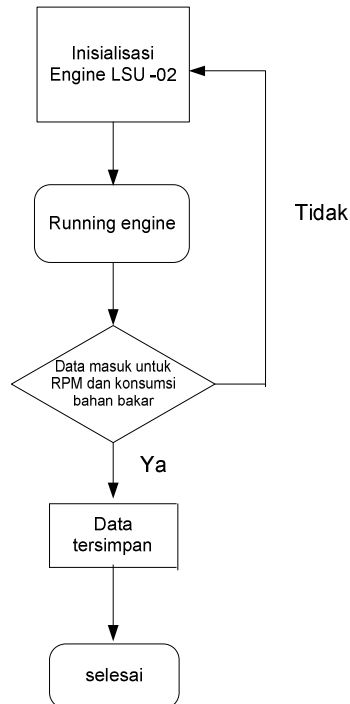 Inisialisasi
Engine LSU -02
Running engine
Tidak
Data masuk untuk
RPM dan konsumsi
bahan bakar
Ya
Data
tersimpan
selesai